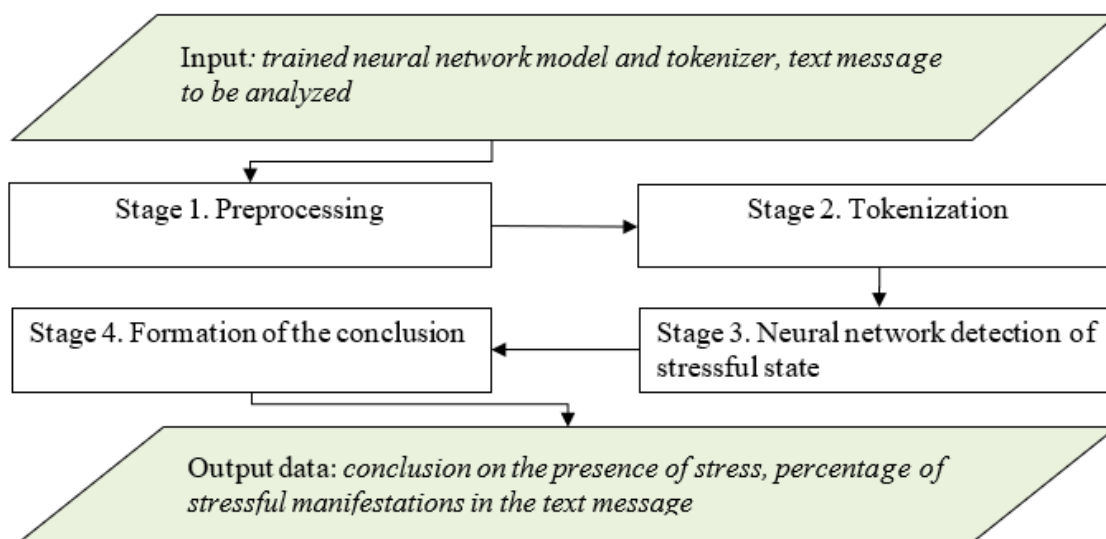 Input: trained neural network model and tokenizer, text message
to be analyzed
Stage 1. Preprocessing
Stage 2. Tokenization
Stage 3. Neural network detection of
stressful state
Stage 4. Formation of the conclusion
Output data: conclusion on the presence of stress, percentage of
stressful manifestations in the text message